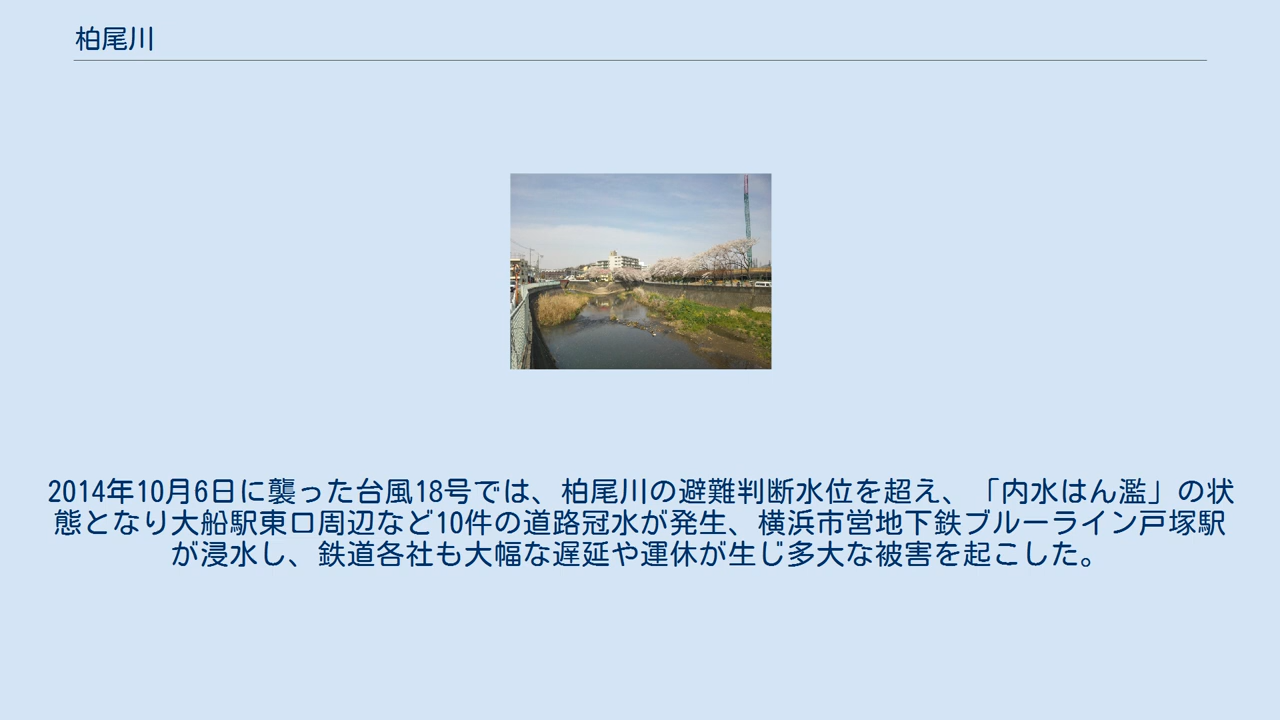 柏尾川
2014年10月6日に襲った台風18号では、柏尾川の避難判断水位を超え、「内水はん濫」の状
態となり大船駅東口周辺など10件の道路冠水が発生、横浜市営地下鉄ブルーライン戸塚駅
が浸水し、鉄道各社も大幅な遅延や運休が生じ多大な被害を起こした。